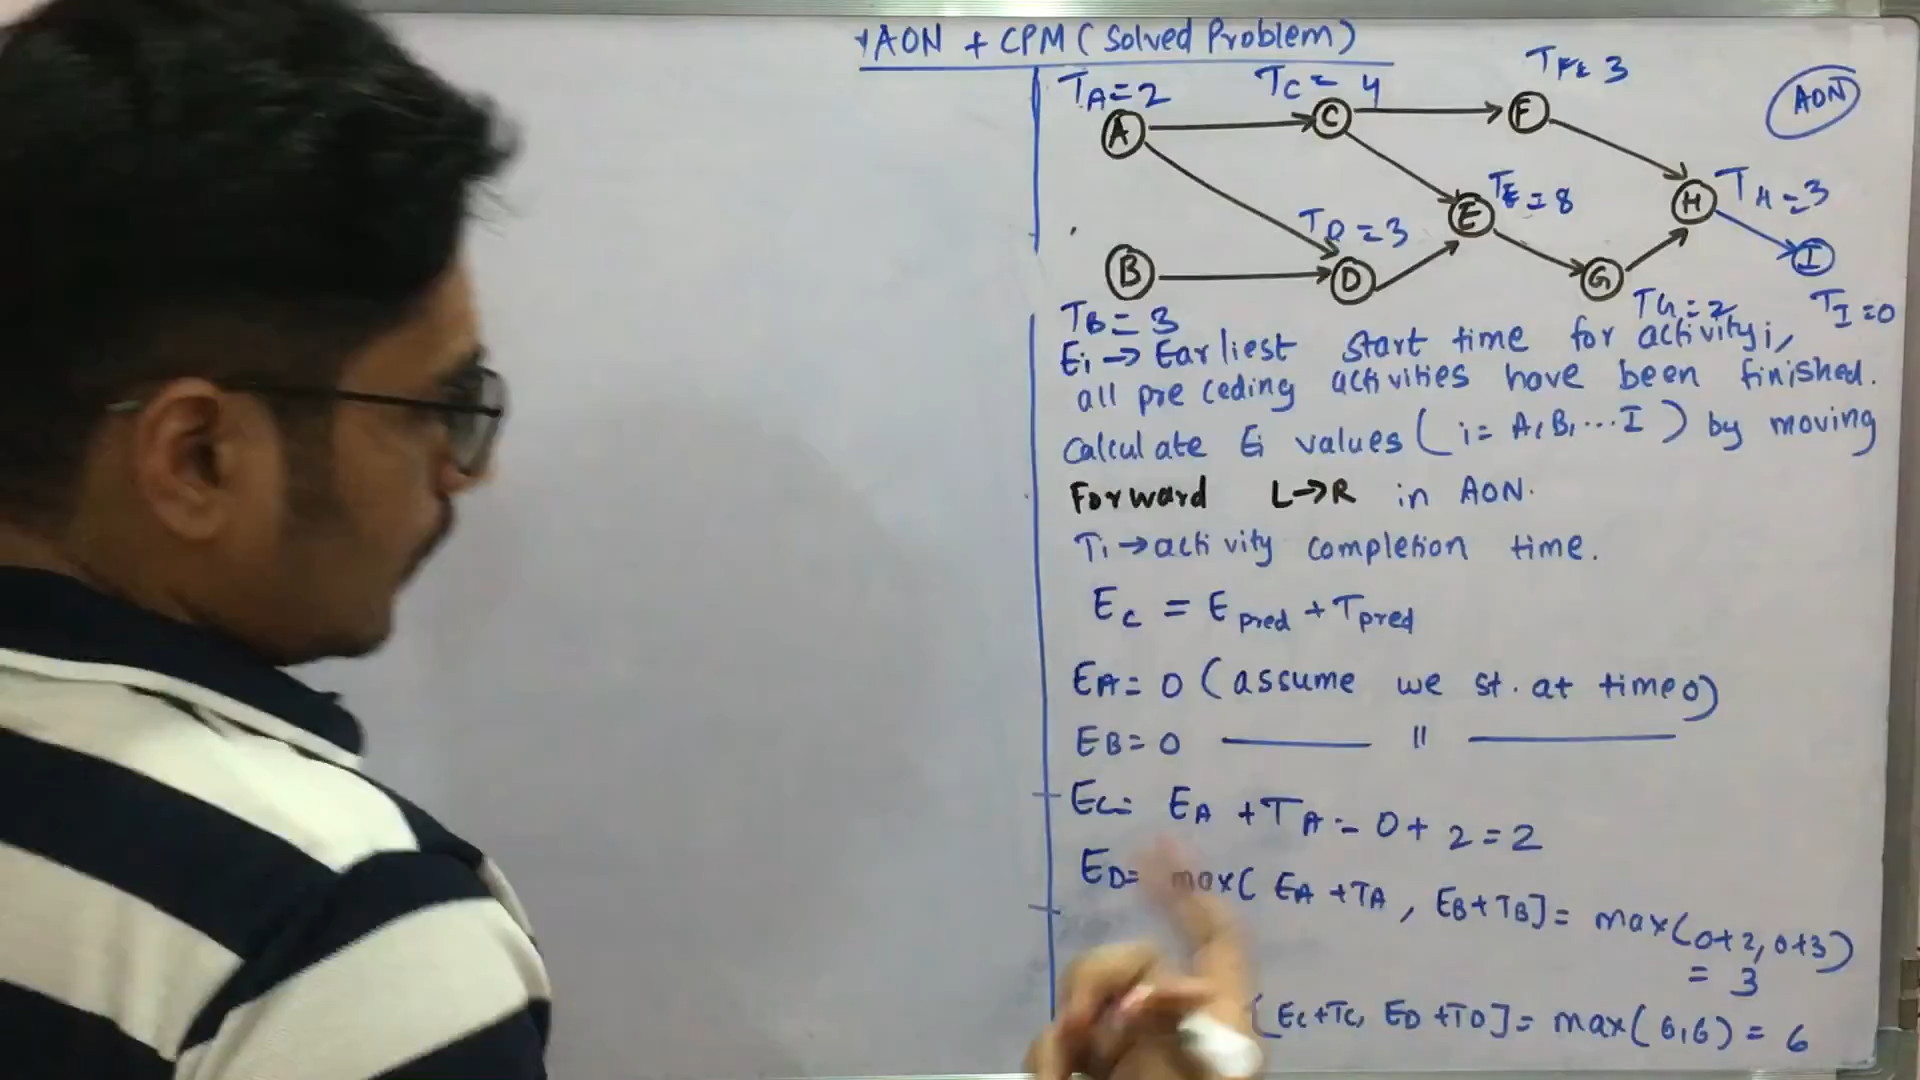 AON + CPM (Solved Problem)
TA=2
TC= 4
TF= 3
AON
A
C
F
TE=8
H
TH=3
E
TD=3
I
B
D
G
TB=3
TG=2
TI=0
Ei → Earliest start time for activity i,
all preceding activities have been finished.
Calculate Ei values (i= A, B, ... I) by moving
Forward L→R in AON.
Ti → activity completion time.
Ec = Epred + Tpred
EA= 0 (assume we st. at time 0)
EB= 0 —— 11 ——
EC= EA + TA = 0+ 2 = 2
ED= max( EA +TA , EB+TB] = max(0+2, 0+3)
= 3
[EC+TC, ED +TD] = max(6,6) = 6